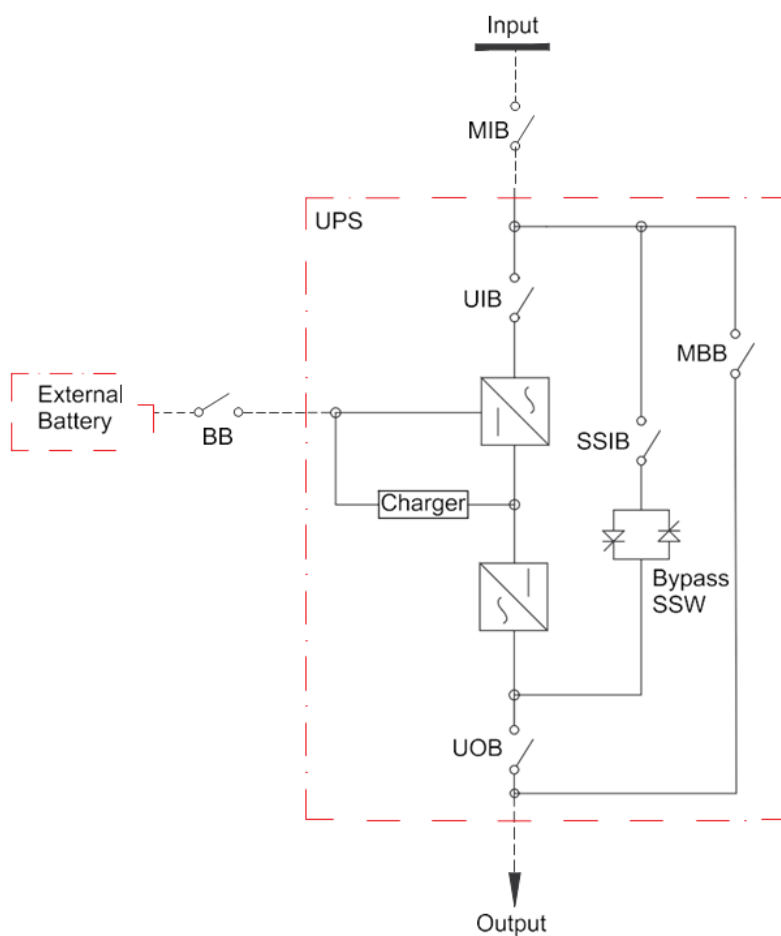 Input
MIB
UPS
UIB
MBB
External
Battery
BB
SSIB
Charger
Bypass
SSW
UOB
Output